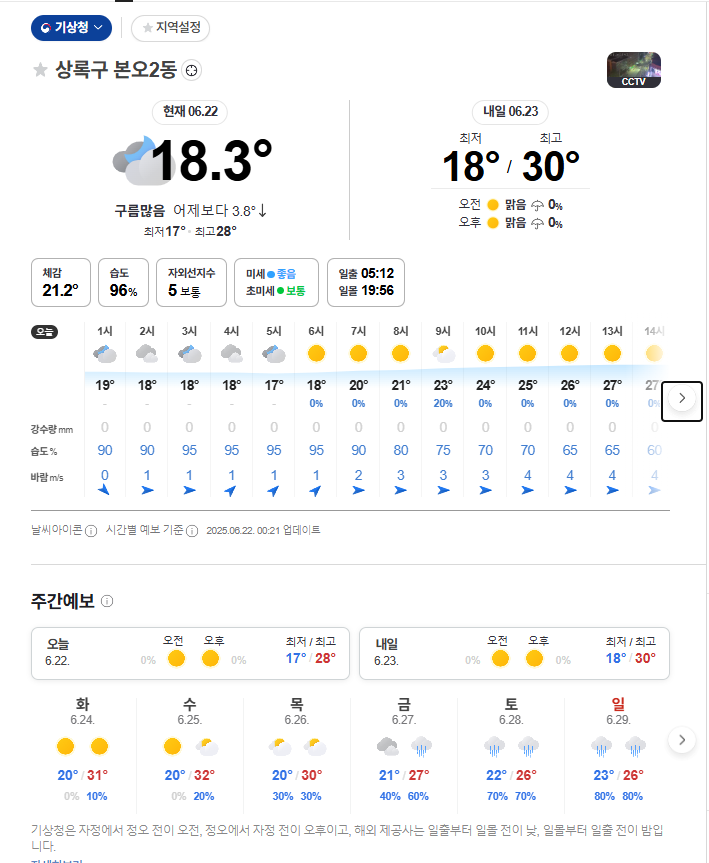 기상청
지역설정
상록구 본오2동
CCTV
현재 06.22
18.3°
구름많음 어제보다 3.8°↓
최저17° · 최고28°
내일 06.23
최저 최고
18° / 30°
오전 맑음 0%
오후 맑음 0%
체감 21.2°
습도 96%
자외선지수 5 보통
미세 좋음
초미세 보통
일출 05:12
일몰 19:56
오늘 1시 2시 3시 4시 5시 6시 7시 8시 9시 10시 11시 12시 13시 14시
19° 18° 18° 18° 17° 18° 20° 21° 23° 24° 25° 26° 27° 27
- - - - - 0% 0% 0% 20% 0% 0% 0% 0% 0%
강수량 mm 0 0 0 0 0 0 0 0 0 0 0 0 0 0
습도 % 90 90 95 95 95 95 90 80 75 70 70 65 65 60
바람 m/s 0 1 1 1 1 1 2 3 3 3 4 4 4 4
날씨아이콘 시간별 예보 기준 2025.06.22. 00:21 업데이트
주간예보
오늘 6.22. 오전 오후 최저 / 최고
0% 0% 17° / 28°
내일 6.23. 오전 오후 최저 / 최고
0% 0% 18° / 30°
화 수 목 금 토 일
6.24. 6.25. 6.26. 6.27. 6.28. 6.29.
20° / 31° 20° / 32° 20° / 30° 21° / 27° 22° / 26° 23° / 26°
0% 10% 0% 20% 30% 30% 40% 60% 70% 70% 80% 80%
기상청은 자정에서 정오 전이 오전, 정오에서 자정 전이 오후이고, 해외 제공사는 일출부터 일몰 전이 낮, 일몰부터 일출 전이 밤입
니다.